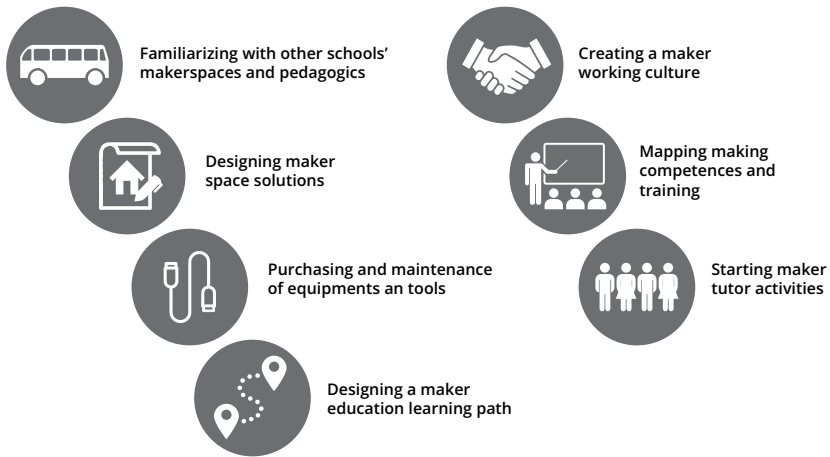 Familiarizing with other schools’
makerspaces and pedagogics
Designing maker
space solutions
Purchasing and maintenance
of equipments an tools
Designing a maker
education learning path
Creating a maker
working culture
Mapping making
competences and
training
Starting maker
tutor activities